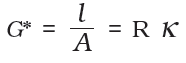 G* = l/A = R κ